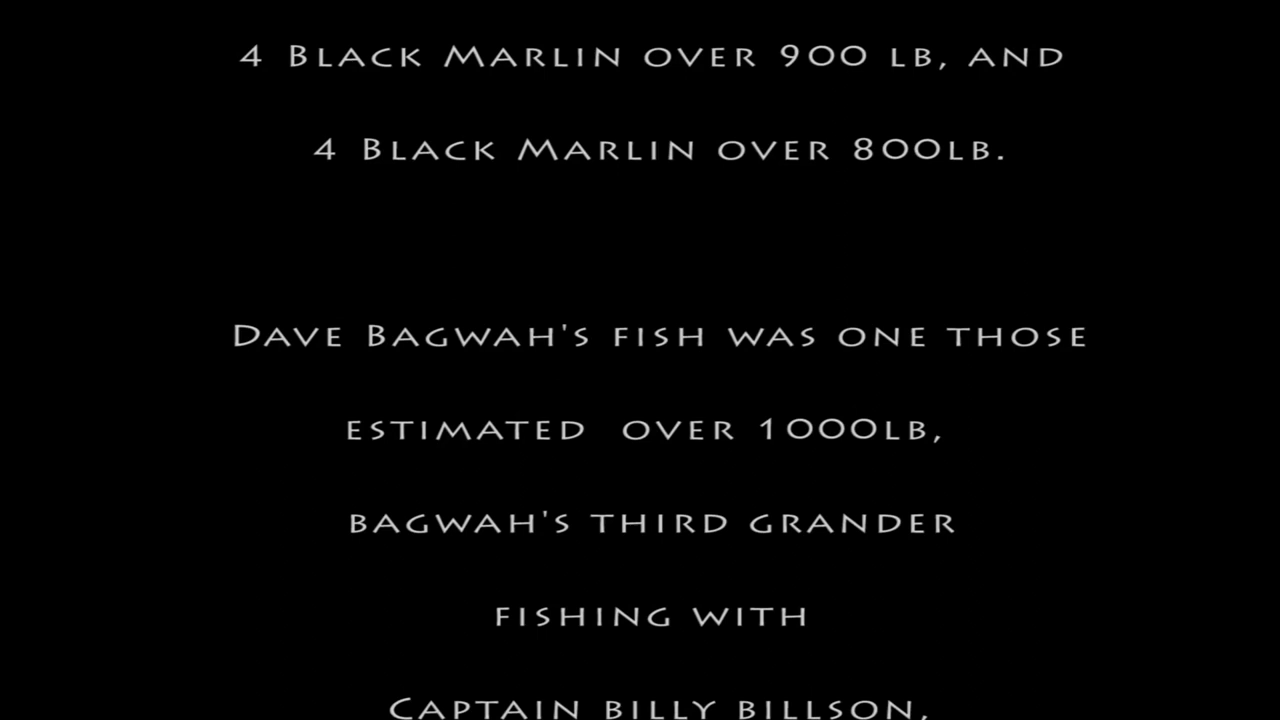 4 Black Marlin over 900 lb, and
4 Black Marlin over 800lb.
Dave Bagwah's fish was one those
estimated over 1000lb,
bagwah's third grander
fishing with
Captain billy billson,